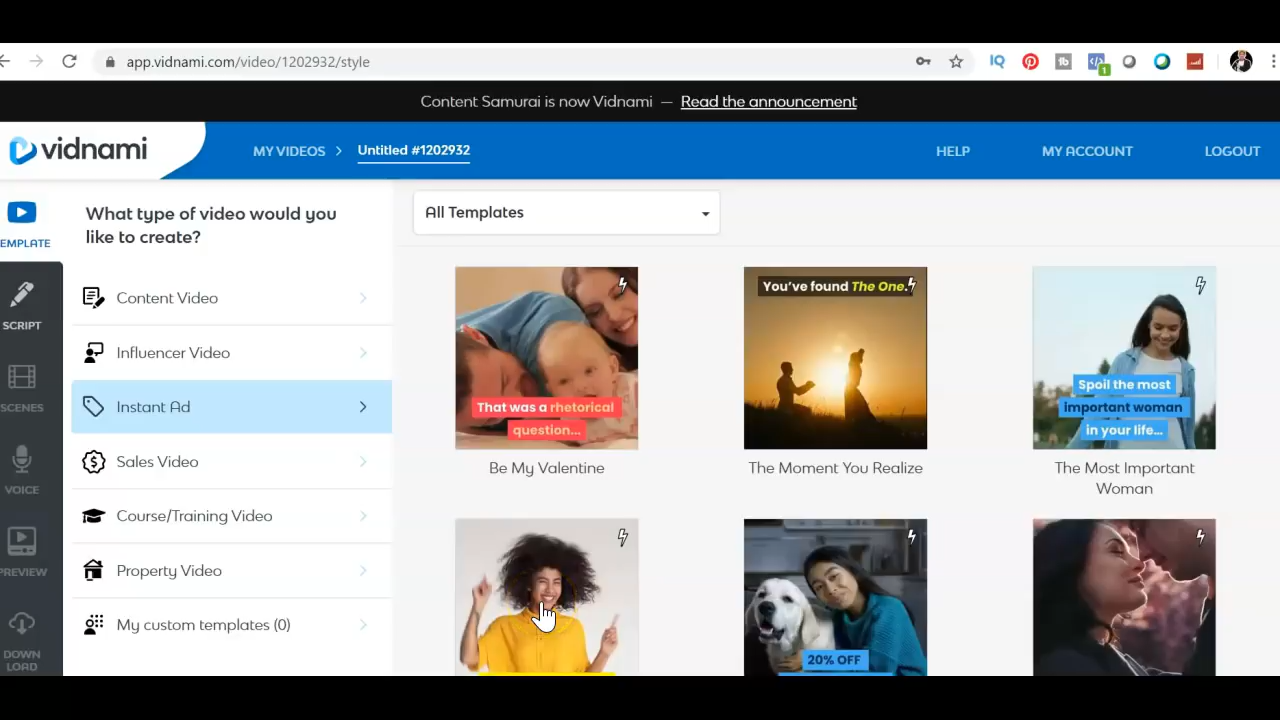 app.vidnami.com/video/1202932/style
1
Content Samurai is now Vidnami — Read the announcement
vidnami
MY VIDEOS > Untitled #1202932
HELP
MY ACCOUNT
LOGOUT
EMPLATE
SCRIPT
SCENES
VOICE
PREVIEW
DOWN
LOAD
What type of video would you
like to create?
Content Video
Influencer Video
Instant Ad
Sales Video
Course/Training Video
Property Video
My custom templates (0)
All Templates
That was a rhetorical
question...
Be My Valentine
You've found The One.
The Moment You Realize
Spoil the most
important woman
in your life...
The Most Important
Woman
20% OFF